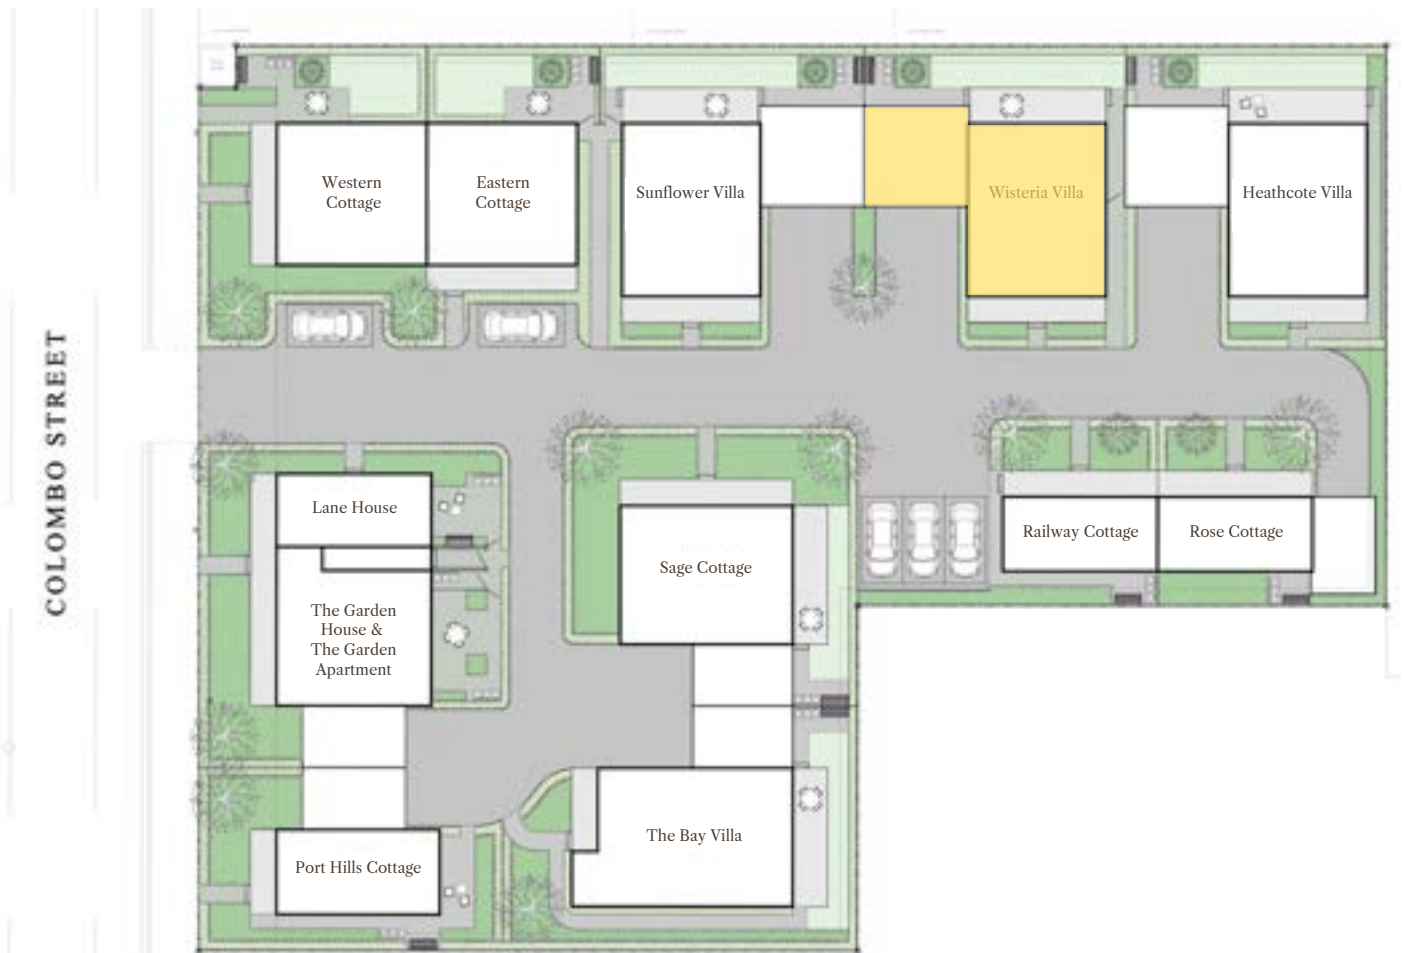 Western
Cottage
Eastern
Cottage
Sunflower Villa
Wisteria Villa
Heathcote Villa
COLOMBO STREET
Lane House
The Garden
House &
The Garden
Apartment
Sage Cottage
Railway Cottage
Rose Cottage
The Bay Villa
Port Hills Cottage